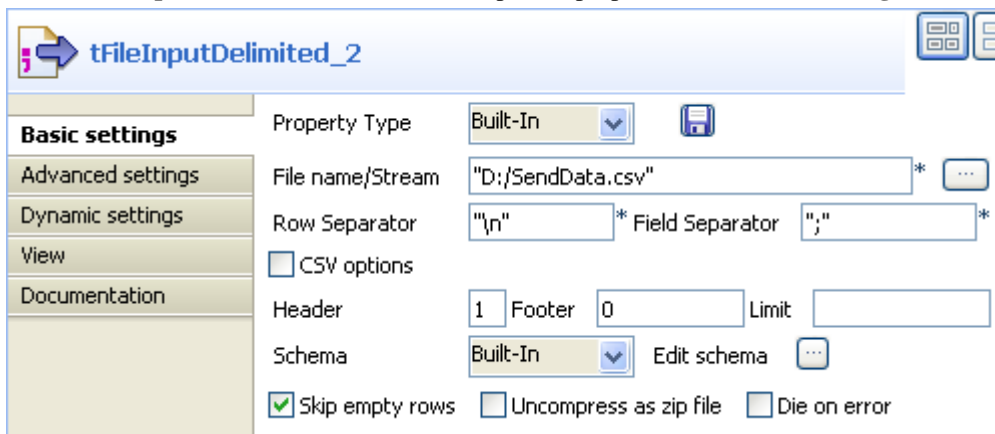 tFileInputDelimited_2
Basic settings
Advanced settings
Dynamic settings
View
Documentation
Property Type Built-In
File name/Stream "D:/SendData.csv" * ...
Row Separator "\n" * Field Separator ";" *
CSV options
Header 1 Footer 0 Limit
Schema Built-In Edit schema ...
Skip empty rows Uncompress as zip file Die on error